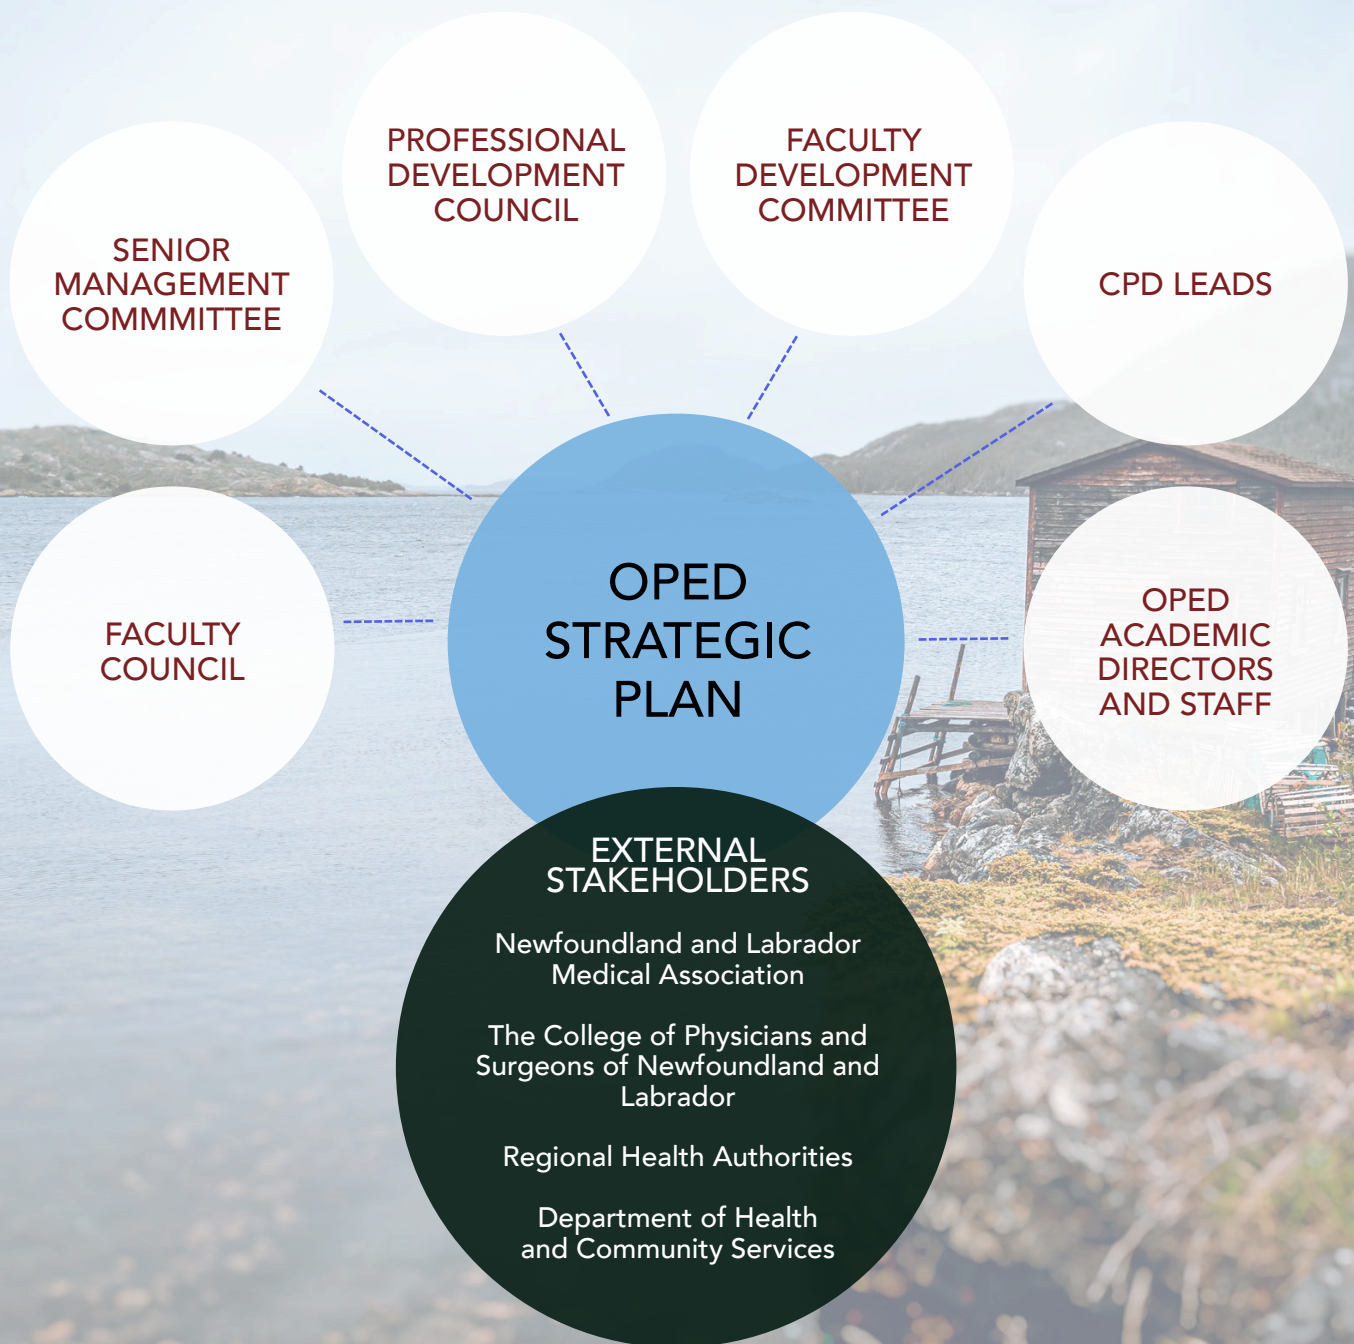 PROFESSIONAL
DEVELOPMENT
COUNCIL
FACULTY
DEVELOPMENT
COMMITTEE
SENIOR
MANAGEMENT
COMMMITTEE
CPD LEADS
FACULTY
COUNCIL
OPED
STRATEGIC
PLAN
OPED
ACADEMIC
DIRECTORS
AND STAFF
EXTERNAL
STAKEHOLDERS
Newfoundland and Labrador
Medical Association
The College of Physicians and
Surgeons of Newfoundland and
Labrador
Regional Health Authorities
Department of Health
and Community Services